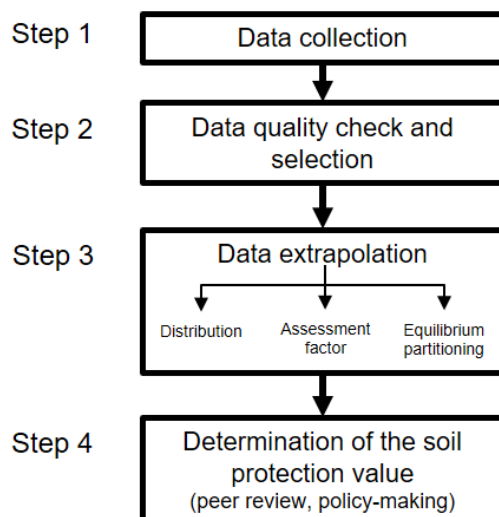 Step 1
Data collection
Step 2
Data quality check and
selection
Step 3
Data extrapolation
Distribution
Assessment
factor
Equilibrium
partitioning
Step 4
Determination of the soil
protection value
(peer review, policy-making)